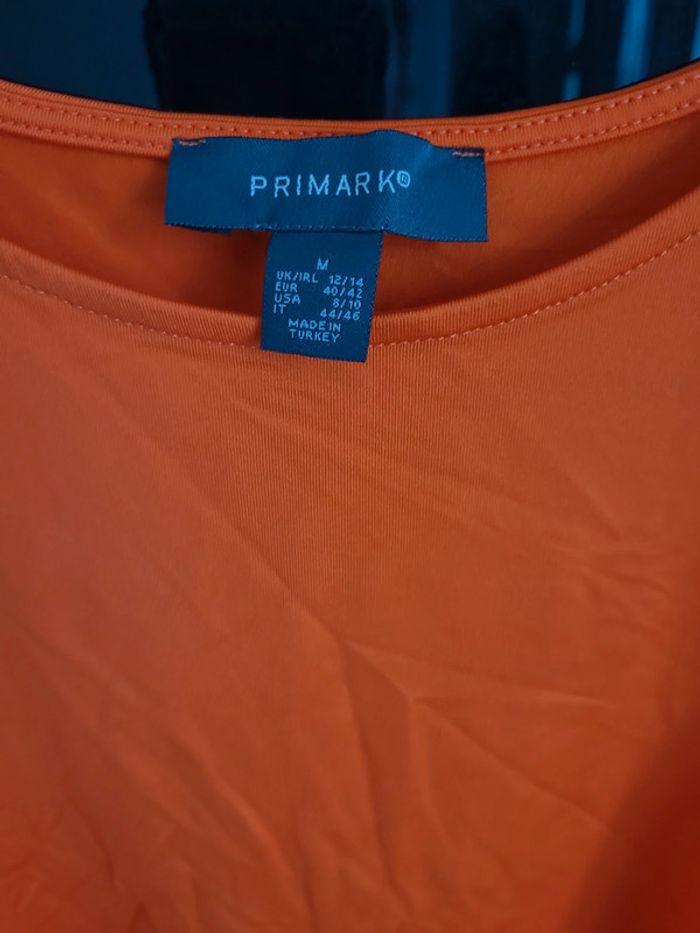 PRIMARK®
M
UK/IRL 12/14
EUR 40/42
USA 8/10
IT 44/46
MADE IN
TURKEY